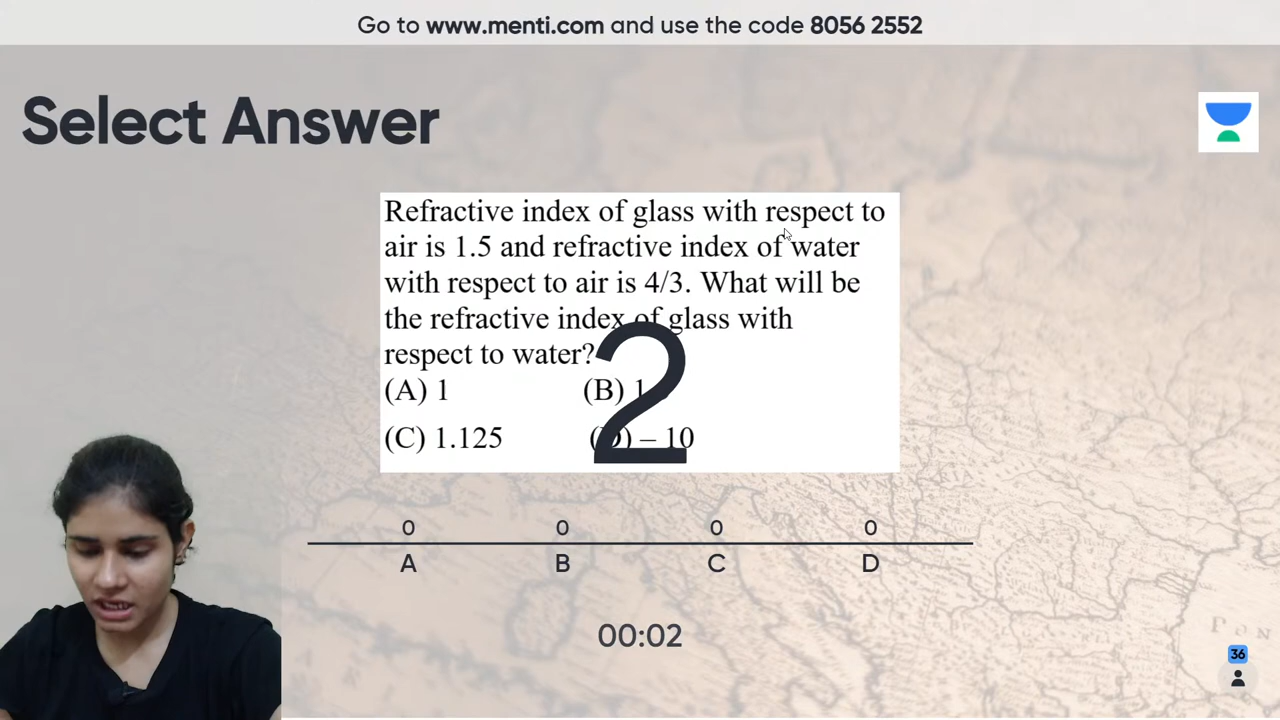 Go to www.menti.com and use the code 8056 2552
Select Answer
Refractive index of glass with respect to
air is 1.5 and refractive index of water
with respect to air is 4/3. What will be
the refractive index of glass with
respect to water?
(A) 1 (B)
(C) 1.125 (D) – 10
2
0 0 0 0
A B C D
00:02
36